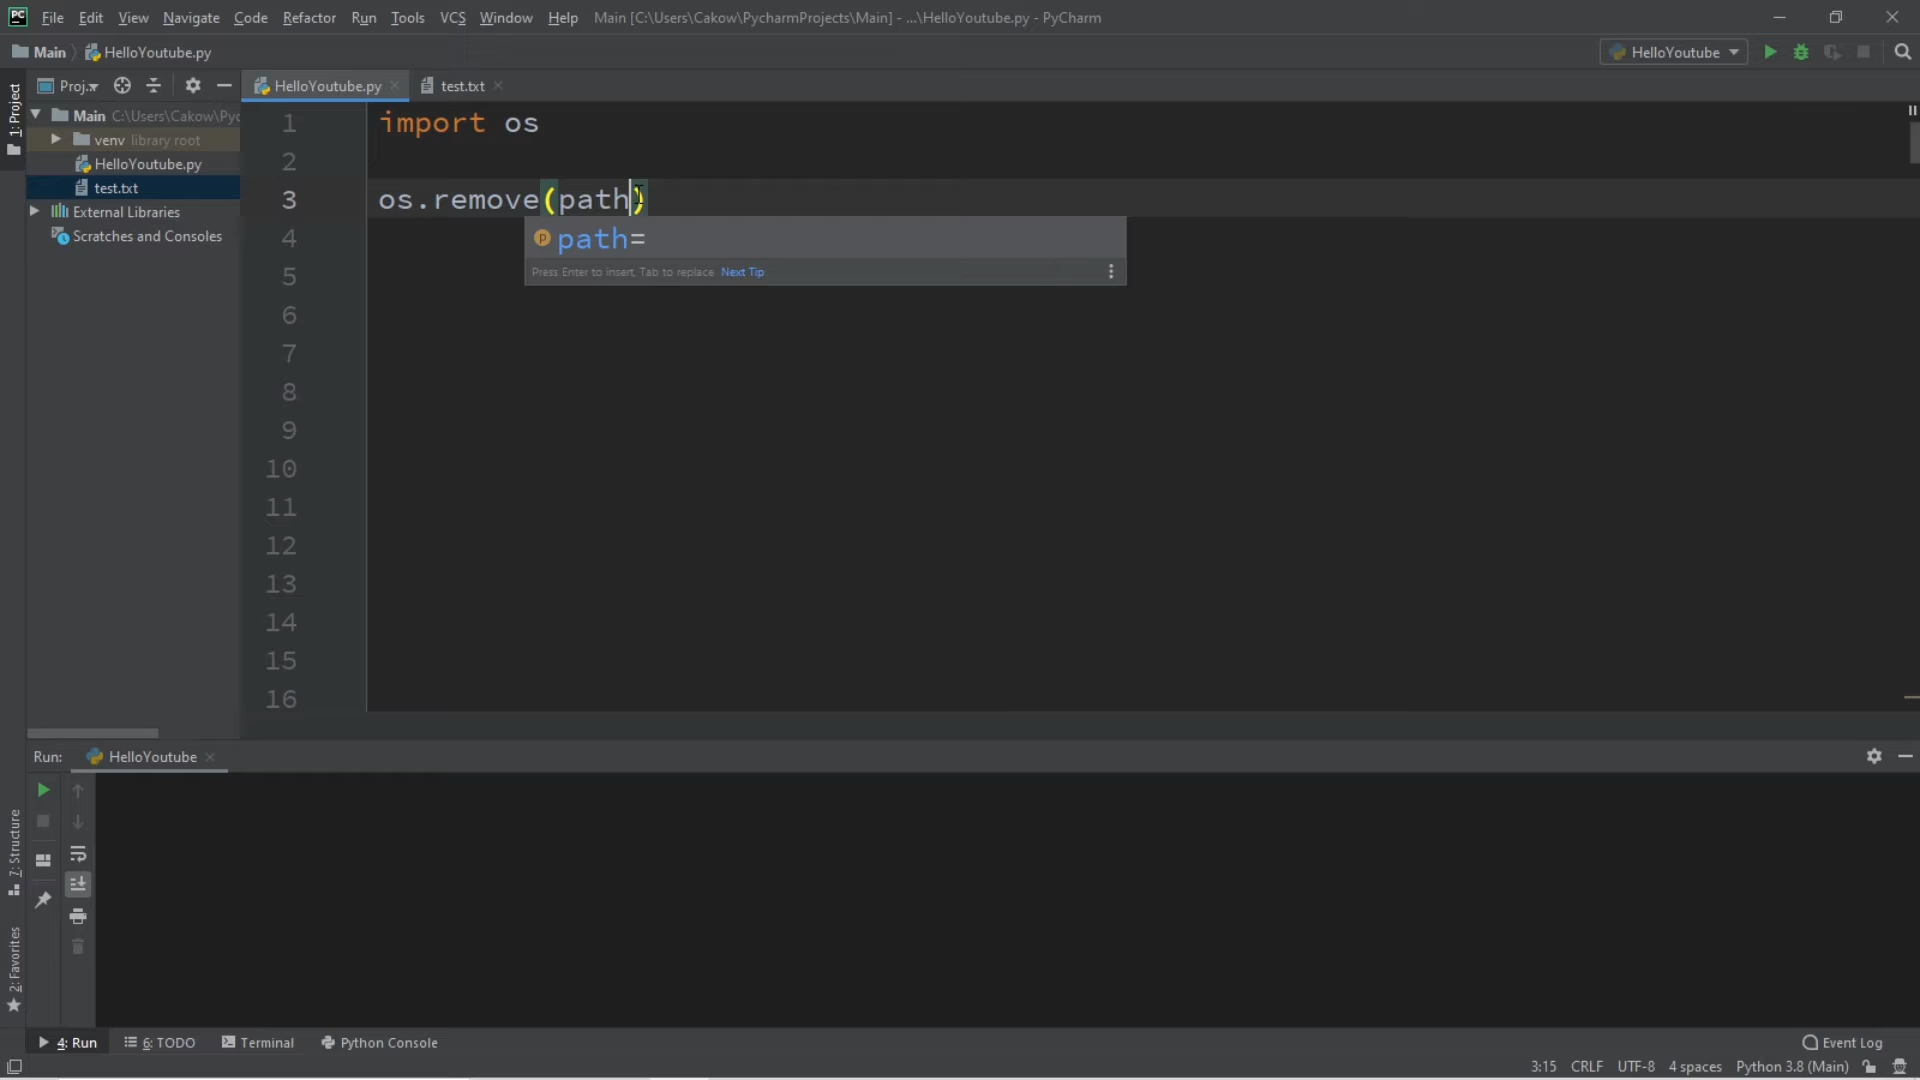 PC File Edit View Navigate Code Refactor Run Tools VCS Window Help Main [C:\Users\Cakow\PycharmProjects\Main] - ...\HelloYoutube.py - PyCharm
Main HelloYoutube.py HelloYoutube
1: Project
Proj... HelloYoutube.py test.txt
Main C:\Users\Cakow\Pyc
venv library root
HelloYoutube.py
test.txt
External Libraries
Scratches and Consoles
1 import os
2
3 os.remove(path)
path=
Press Enter to insert, Tab to replace Next Tip
4
5
6
7
8
9
10
11
12
13
14
15
16
Run: HelloYoutube
7: Structure
2: Favorites
4: Run 6: TODO Terminal Python Console Event Log
3:15 CRLF UTF-8 4 spaces Python 3.8 (Main)